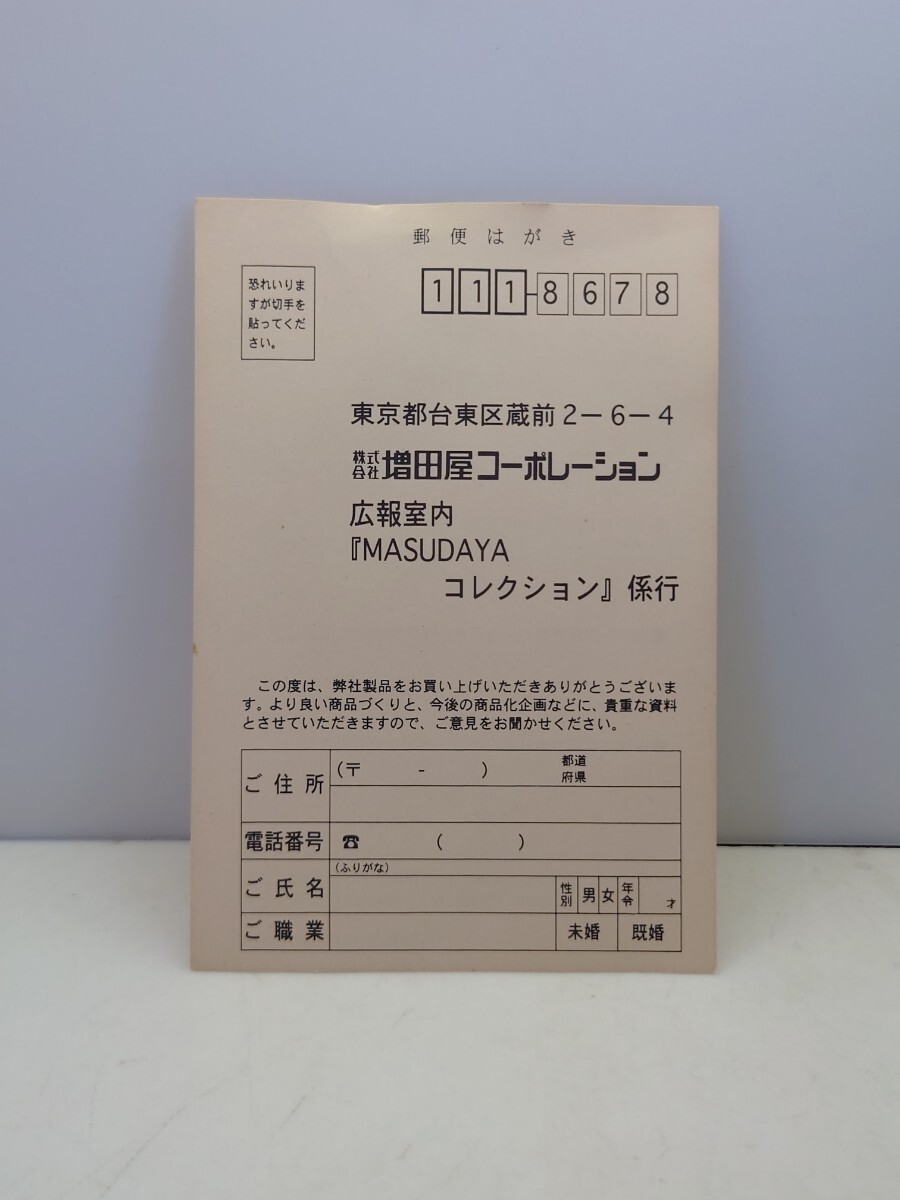 郵便はがき
恐れいりま
すが切手を
貼ってくだ
さい。
111-8678
東京都台東区蔵前2-6-4
株式会社増田屋コーポレーション
広報室内
『MASUDAYA
コレクション』係行
この度は、弊社製品をお買い上げいただきありがとうございま
す。より良い商品づくりと、今後の商品化企画などに、貴重な資料
とさせていただきますので、ご意見をお聞かせください。
ご住所 (〒 - ) 都道府県
電話番号 ☎ ( )
(ふりがな)
ご氏名 性別 男 女 年令 才
ご職業 未婚 既婚